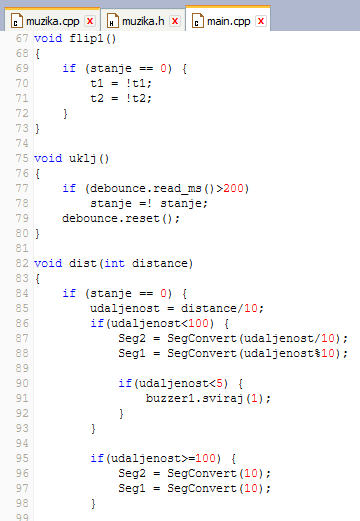 muzika.cpp x muzika.h x main.cpp x
67 void flip1()
68 {
69     if (stanje == 0) {
70         t1 = !t1;
71         t2 = !t2;
72     }
73 }
74
75 void uklj()
76 {
77     if (debounce.read_ms()>200)
78         stanje =! stanje;
79     debounce.reset();
80 }
81
82 void dist(int distance)
83 {
84     if (stanje == 0) {
85         udaljenost = distance/10;
86         if(udaljenost<100) {
87             Seg2 = SegConvert(udaljenost/10);
88             Seg1 = SegConvert(udaljenost%10);
89
90             if(udaljenost<5) {
91                 buzzer1.sviraj(1);
92             }
93         }
94
95         if(udaljenost>=100) {
96             Seg2 = SegConvert(10);
97             Seg1 = SegConvert(10);
98         }
99